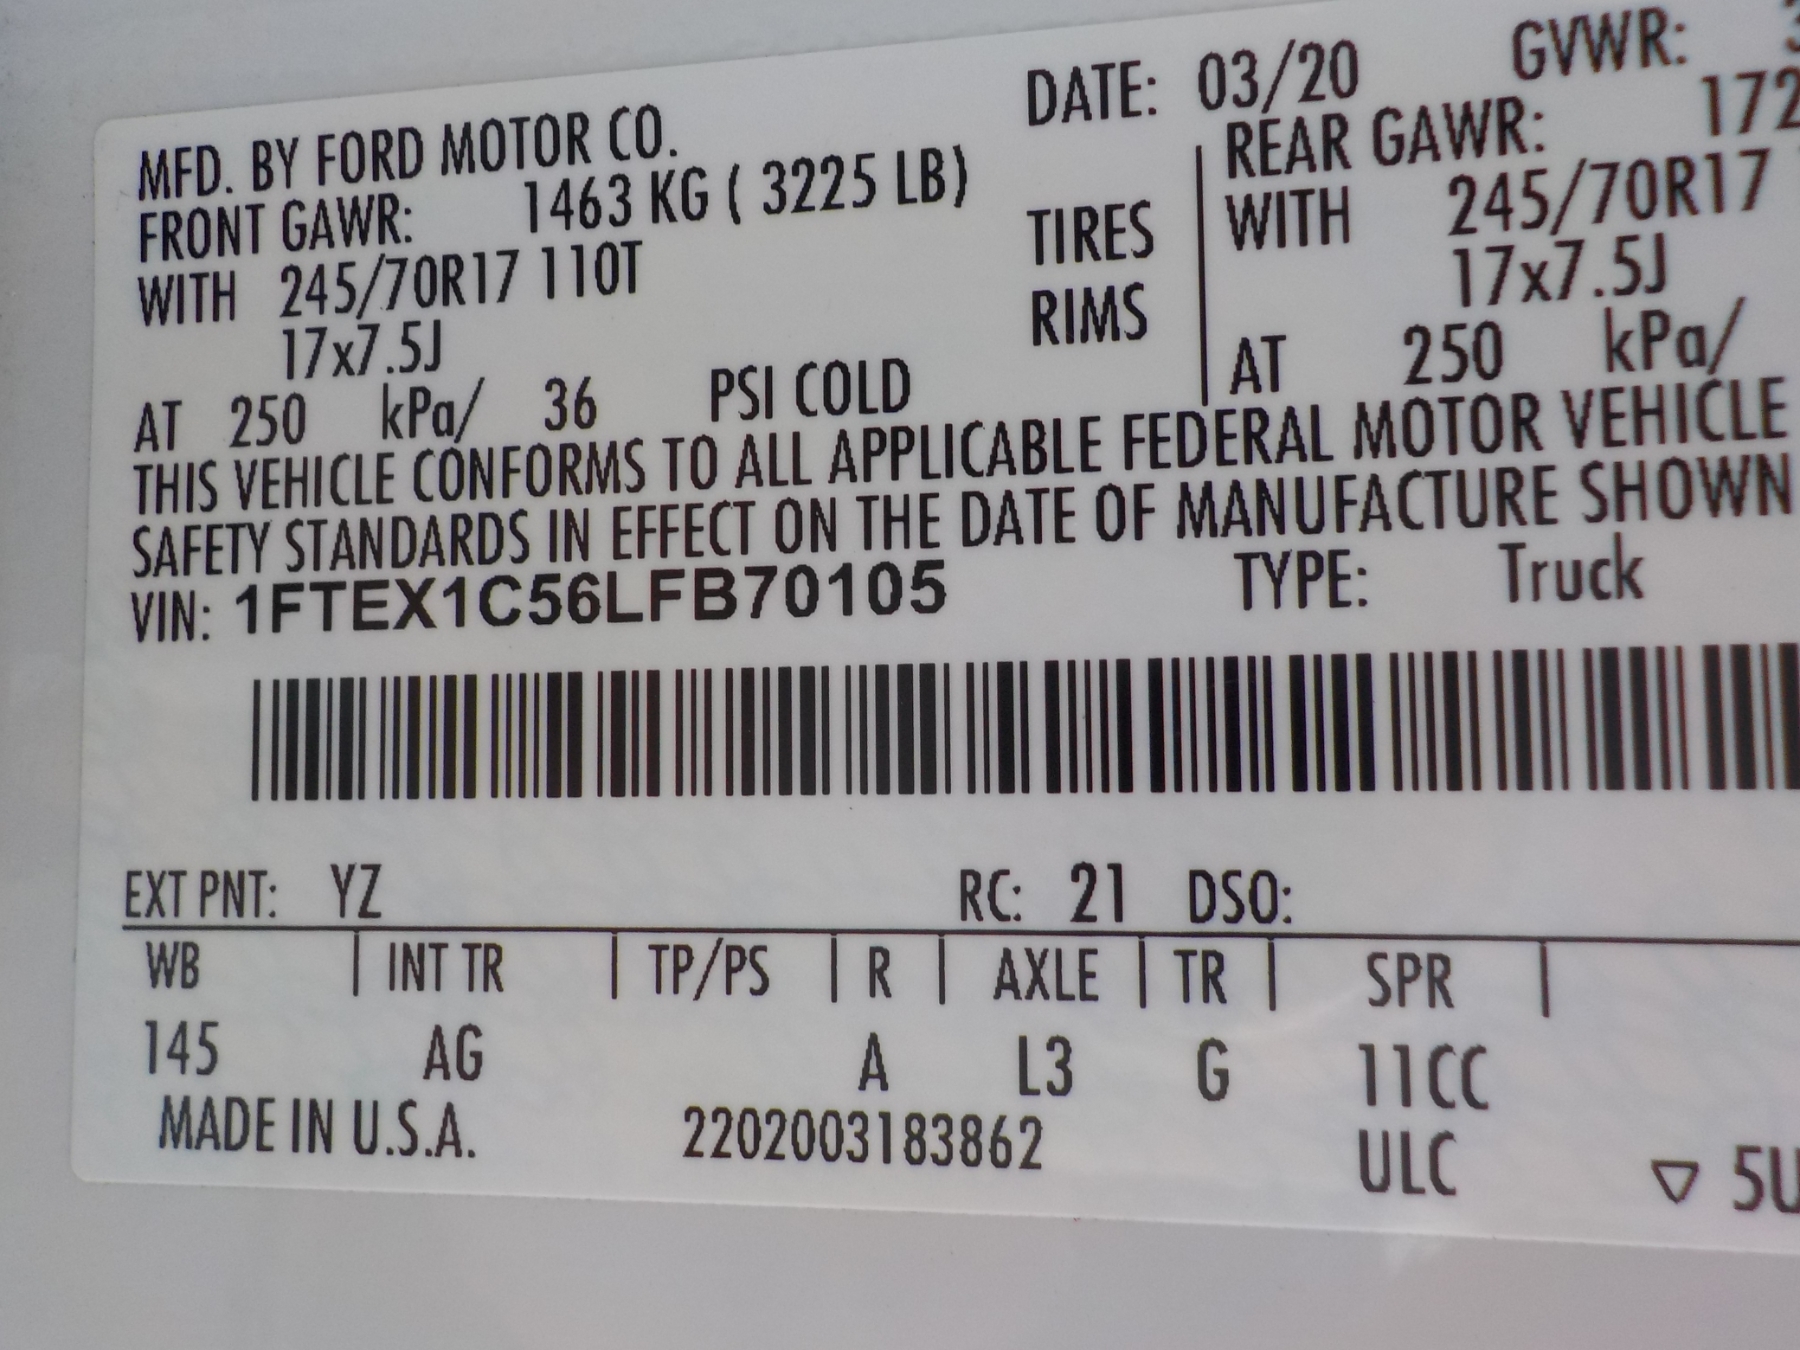 MFD. BY FORD MOTOR CO. DATE: 03/20 GVWR:
FRONT GAWR: 1463 KG ( 3225 LB) REAR GAWR: 172
WITH 245/70R17 110T TIRES WITH 245/70R17
17x7.5J RIMS 17x7.5J
AT 250 kPa/ 36 PSI COLD AT 250 kPa/
THIS VEHICLE CONFORMS TO ALL APPLICABLE FEDERAL MOTOR VEHICLE
SAFETY STANDARDS IN EFFECT ON THE DATE OF MANUFACTURE SHOWN
VIN: 1FTEX1C56LFB70105 TYPE: Truck
EXT PNT: YZ RC: 21 DSO:
WB | INT TR | TP/PS | R | AXLE | TR | SPR |
145 AG A L3 G 11CC
MADE IN U.S.A. 2202003183862 ULC ▽ 5U